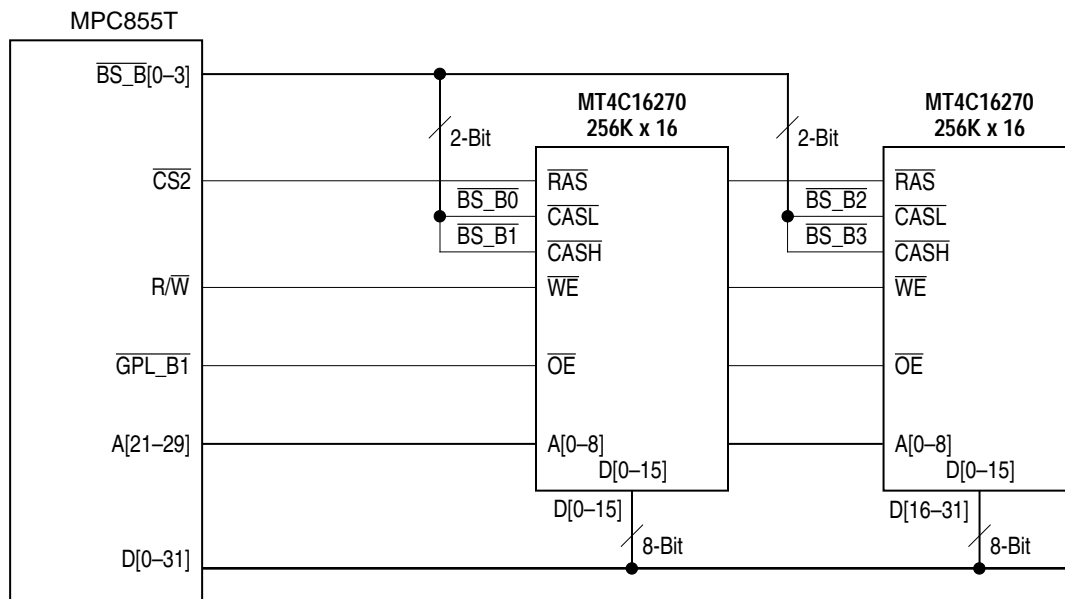 MPC855T
BS_B[0–3]
MT4C16270
256K x 16
MT4C16270
256K x 16
2-Bit
2-Bit
CS2
RAS
RAS
BS_B0
CASL
BS_B2
CASL
BS_B1
CASH
BS_B3
CASH
R/W
WE
WE
GPL_B1
OE
OE
A[21–29]
A[0–8]
A[0–8]
D[0–15]
D[0–15]
D[0–15]
D[16–31]
8-Bit
8-Bit
D[0–31]